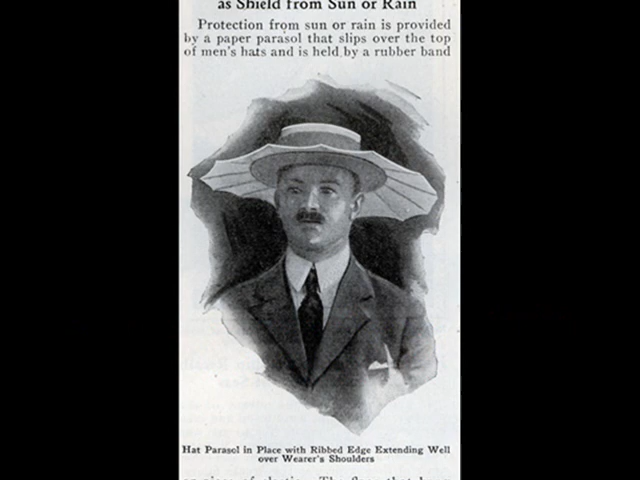 as Shield from Sun or Rain
Protection from sun or rain is provided
by a paper parasol that slips over the top
of men's hats and is held by a rubber band
Hat Parasol in Place with Ribbed Edge Extending Well
over Wearer's Shoulders